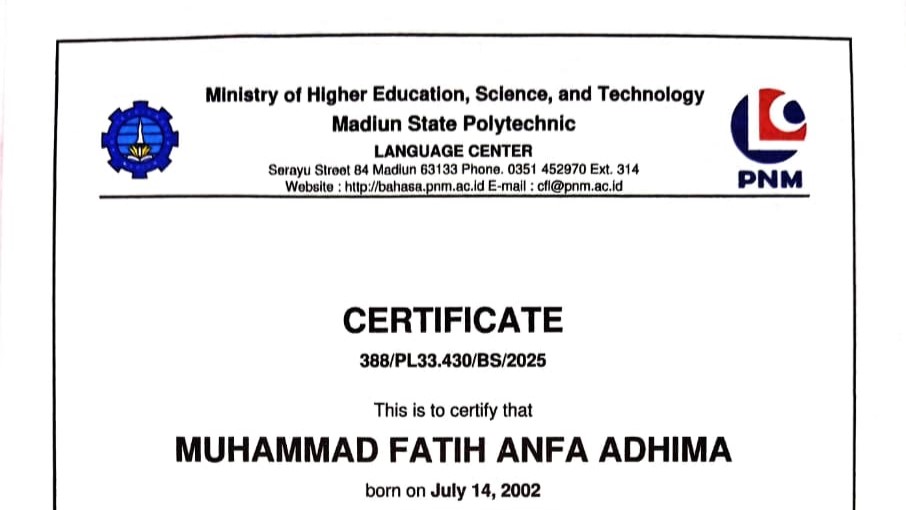 Ministry of Higher Education, Science, and Technology
Madiun State Polytechnic
LANGUAGE CENTER
Serayu Street 84 Madiun 63133 Phone. 0351 452970 Ext. 314
Website : http://bahasa.pnm.ac.id E-mail : cfl@pnm.ac.id
PNM
CERTIFICATE
388/PL33.430/BS/2025
This is to certify that
MUHAMMAD FATIH ANFA ADHIMA
born on July 14, 2002